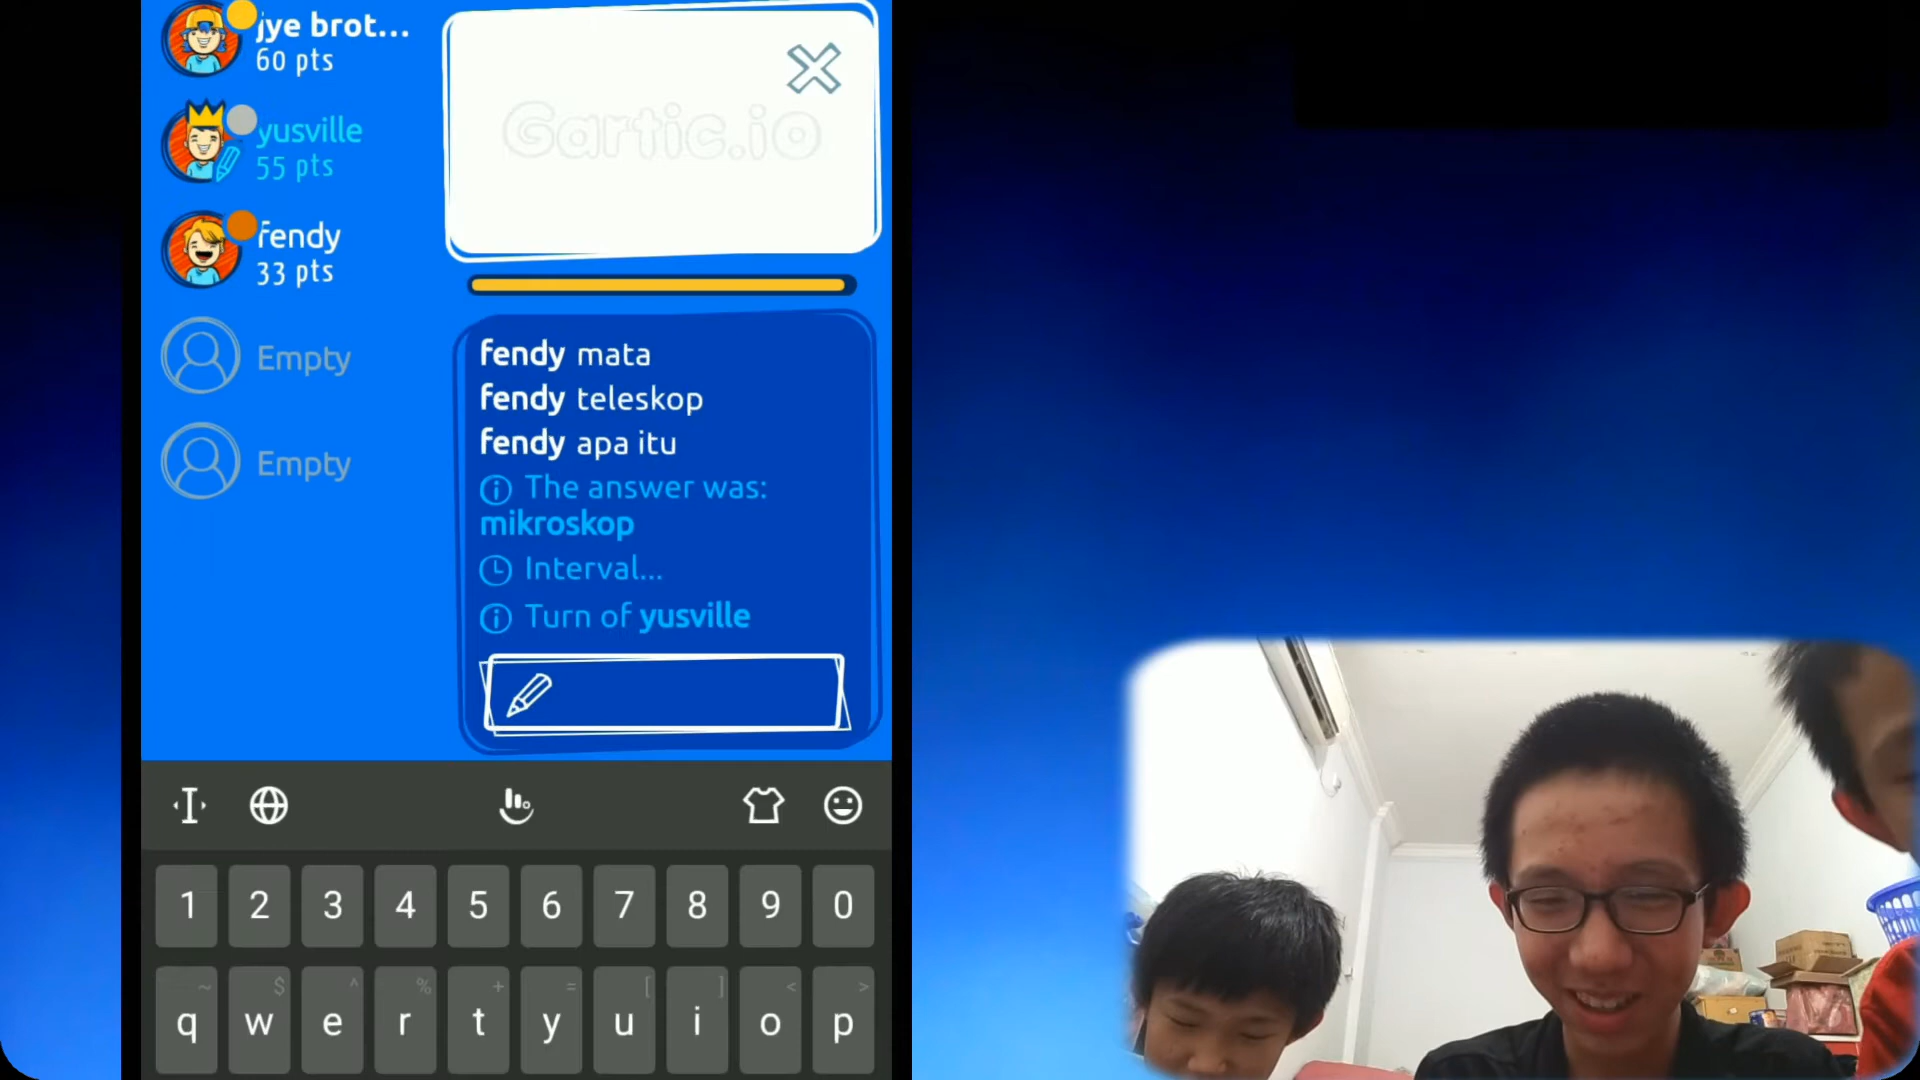 jye brot...
60 pts
yusville
55 pts
fendy
33 pts
Empty
Empty
Gartic.io
fendy mata
fendy teleskop
fendy apa itu
The answer was:
mikroskop
Interval...
Turn of yusville
1 2 3 4 5 6 7 8 9 0
~ $ ^ % + = [ ] < >
q w e r t y u i o p